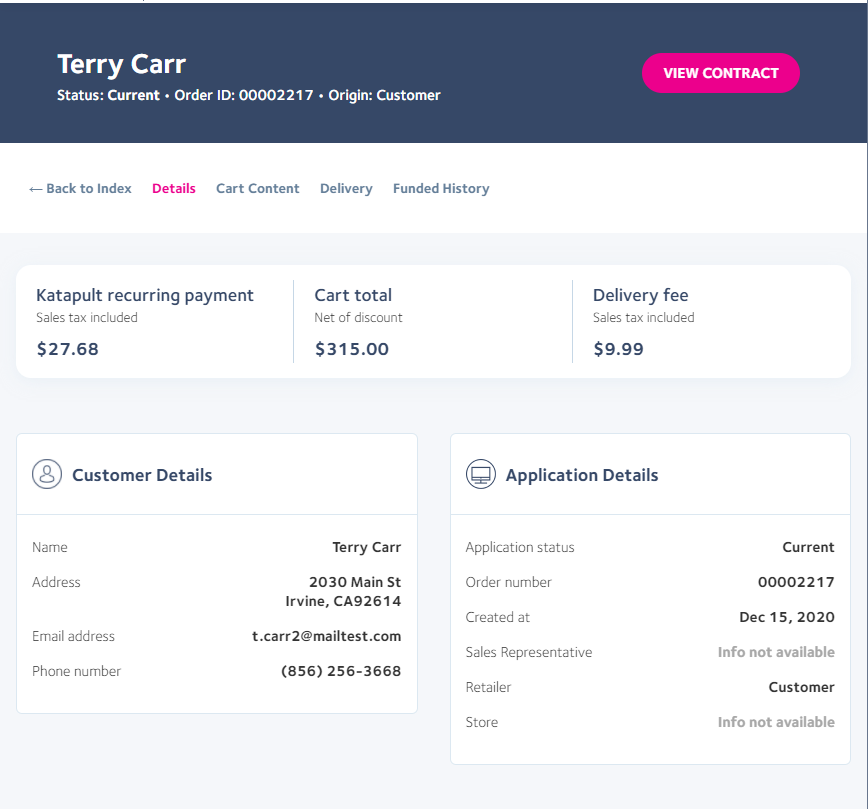 Terry Carr
VIEW CONTRACT
Status: Current • Order ID: 00002217 • Origin: Customer
← Back to Index Details Cart Content Delivery Funded History
Katapult recurring payment
Sales tax included
$27.68
Cart total
Net of discount
$315.00
Delivery fee
Sales tax included
$9.99
Customer Details
Name Terry Carr
Address 2030 Main St
Irvine, CA92614
Email address t.carr2@mailtest.com
Phone number (856) 256-3668
Application Details
Application status Current
Order number 00002217
Created at Dec 15, 2020
Sales Representative Info not available
Retailer Customer
Store Info not available